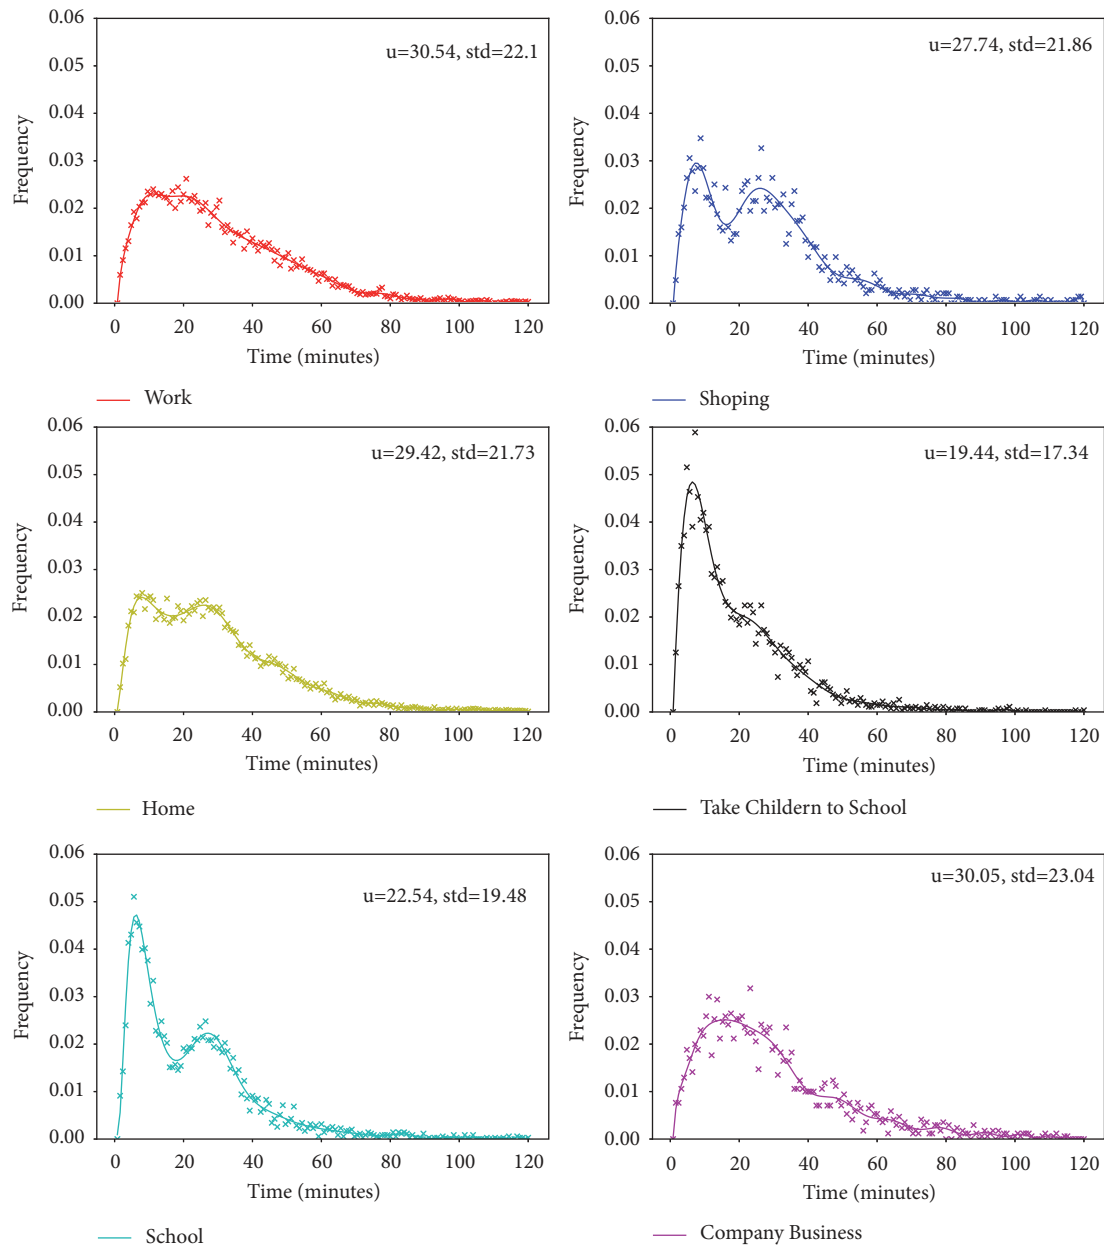 0.06
0.05
0.04
0.03
0.02
0.01
0.00
Frequency
u=30.54, std=22.1
0 20 40 60 80 100 120
Time (minutes)
Work
0.06
0.05
0.04
0.03
0.02
0.01
0.00
Frequency
u=27.74, std=21.86
0 20 40 60 80 100 120
Time (minutes)
Shoping
0.06
0.05
0.04
0.03
0.02
0.01
0.00
Frequency
u=29.42, std=21.73
0 20 40 60 80 100 120
Time (minutes)
Home
0.06
0.05
0.04
0.03
0.02
0.01
0.00
Frequency
u=19.44, std=17.34
0 20 40 60 80 100 120
Time (minutes)
Take Childern to School
0.06
0.05
0.04
0.03
0.02
0.01
0.00
Frequency
u=22.54, std=19.48
0 20 40 60 80 100 120
Time (minutes)
School
0.06
0.05
0.04
0.03
0.02
0.01
0.00
Frequency
u=30.05, std=23.04
0 20 40 60 80 100 120
Time (minutes)
Company Business